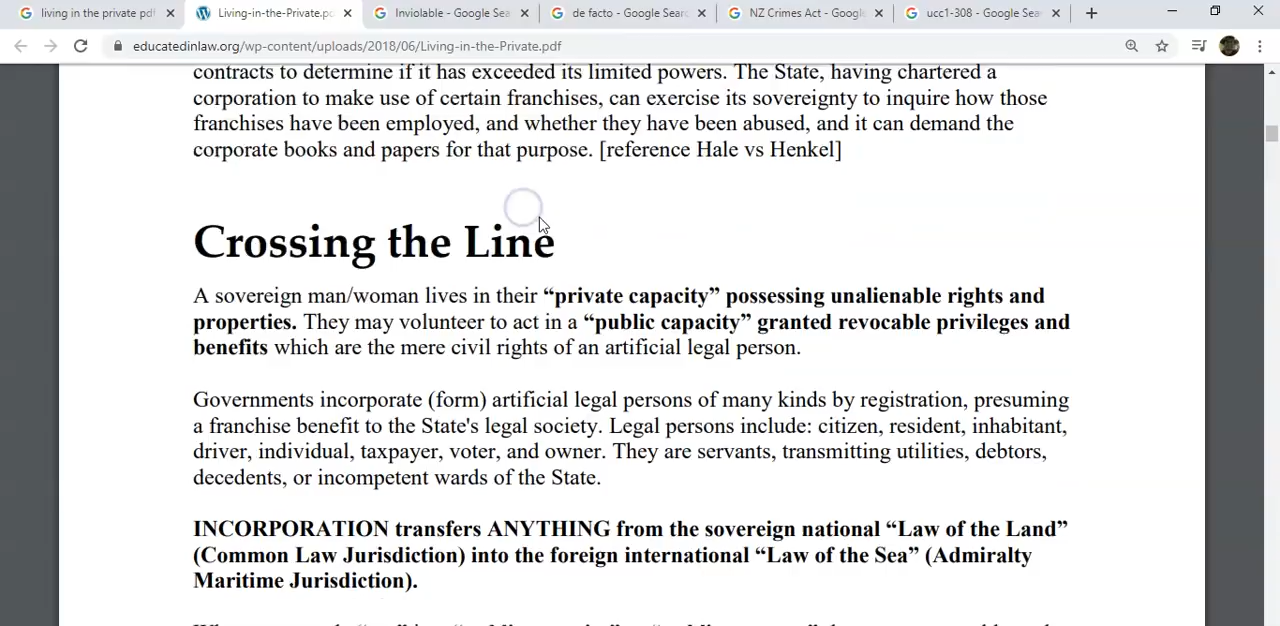 living in the private pdf
Living-in-the-Private.pdf
Inviolable - Google Sea
de facto - Google Searc
NZ Crimes Act - Google
ucc1-308 - Google Sea
educatedinlaw.org/wp-content/uploads/2018/06/Living-in-the-Private.pdf
contracts to determine if it has exceeded its limited powers. The State, having chartered a
corporation to make use of certain franchises, can exercise its sovereignty to inquire how those
franchises have been employed, and whether they have been abused, and it can demand the
corporate books and papers for that purpose. [reference Hale vs Henkel]
Crossing the Line
A sovereign man/woman lives in their “private capacity” possessing unalienable rights and
properties. They may volunteer to act in a “public capacity” granted revocable privileges and
benefits which are the mere civil rights of an artificial legal person.
Governments incorporate (form) artificial legal persons of many kinds by registration, presuming
a franchise benefit to the State's legal society. Legal persons include: citizen, resident, inhabitant,
driver, individual, taxpayer, voter, and owner. They are servants, transmitting utilities, debtors,
decedents, or incompetent wards of the State.
INCORPORATION transfers ANYTHING from the sovereign national “Law of the Land”
(Common Law Jurisdiction) into the foreign international “Law of the Sea” (Admiralty
Maritime Jurisdiction).